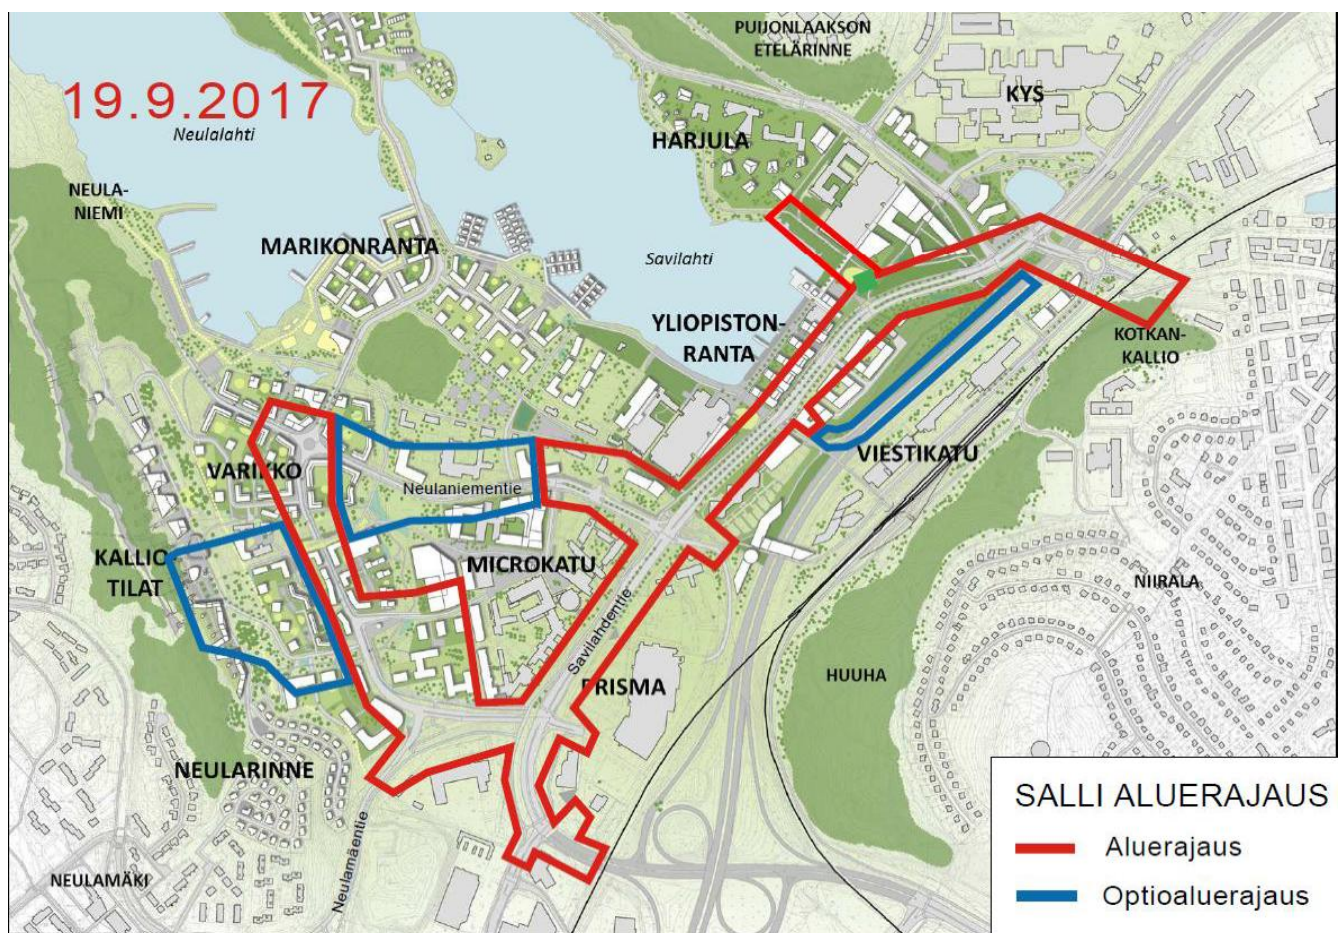 PUIJONLAAKSON
ETELÄRINNE
KYS
19.9.2017
Neulalahti
HARJULA
NEULA-
NIEMI
MARIKONRANTA
Savilahti
YLIOPISTON-
RANTA
KOTKAN-
KALLIO
VARIKKO
Neulaniementie
VIESTIKATU
KALLIO
TILAT
MICROKATU
NIIRALA
Savilahdentie
PRISMA
HUUHA
NEULARINNE
SALLI ALUERAJAUS
Aluerajaus
Optioaluerajaus
NEULAMÄKI
Neulamäentie